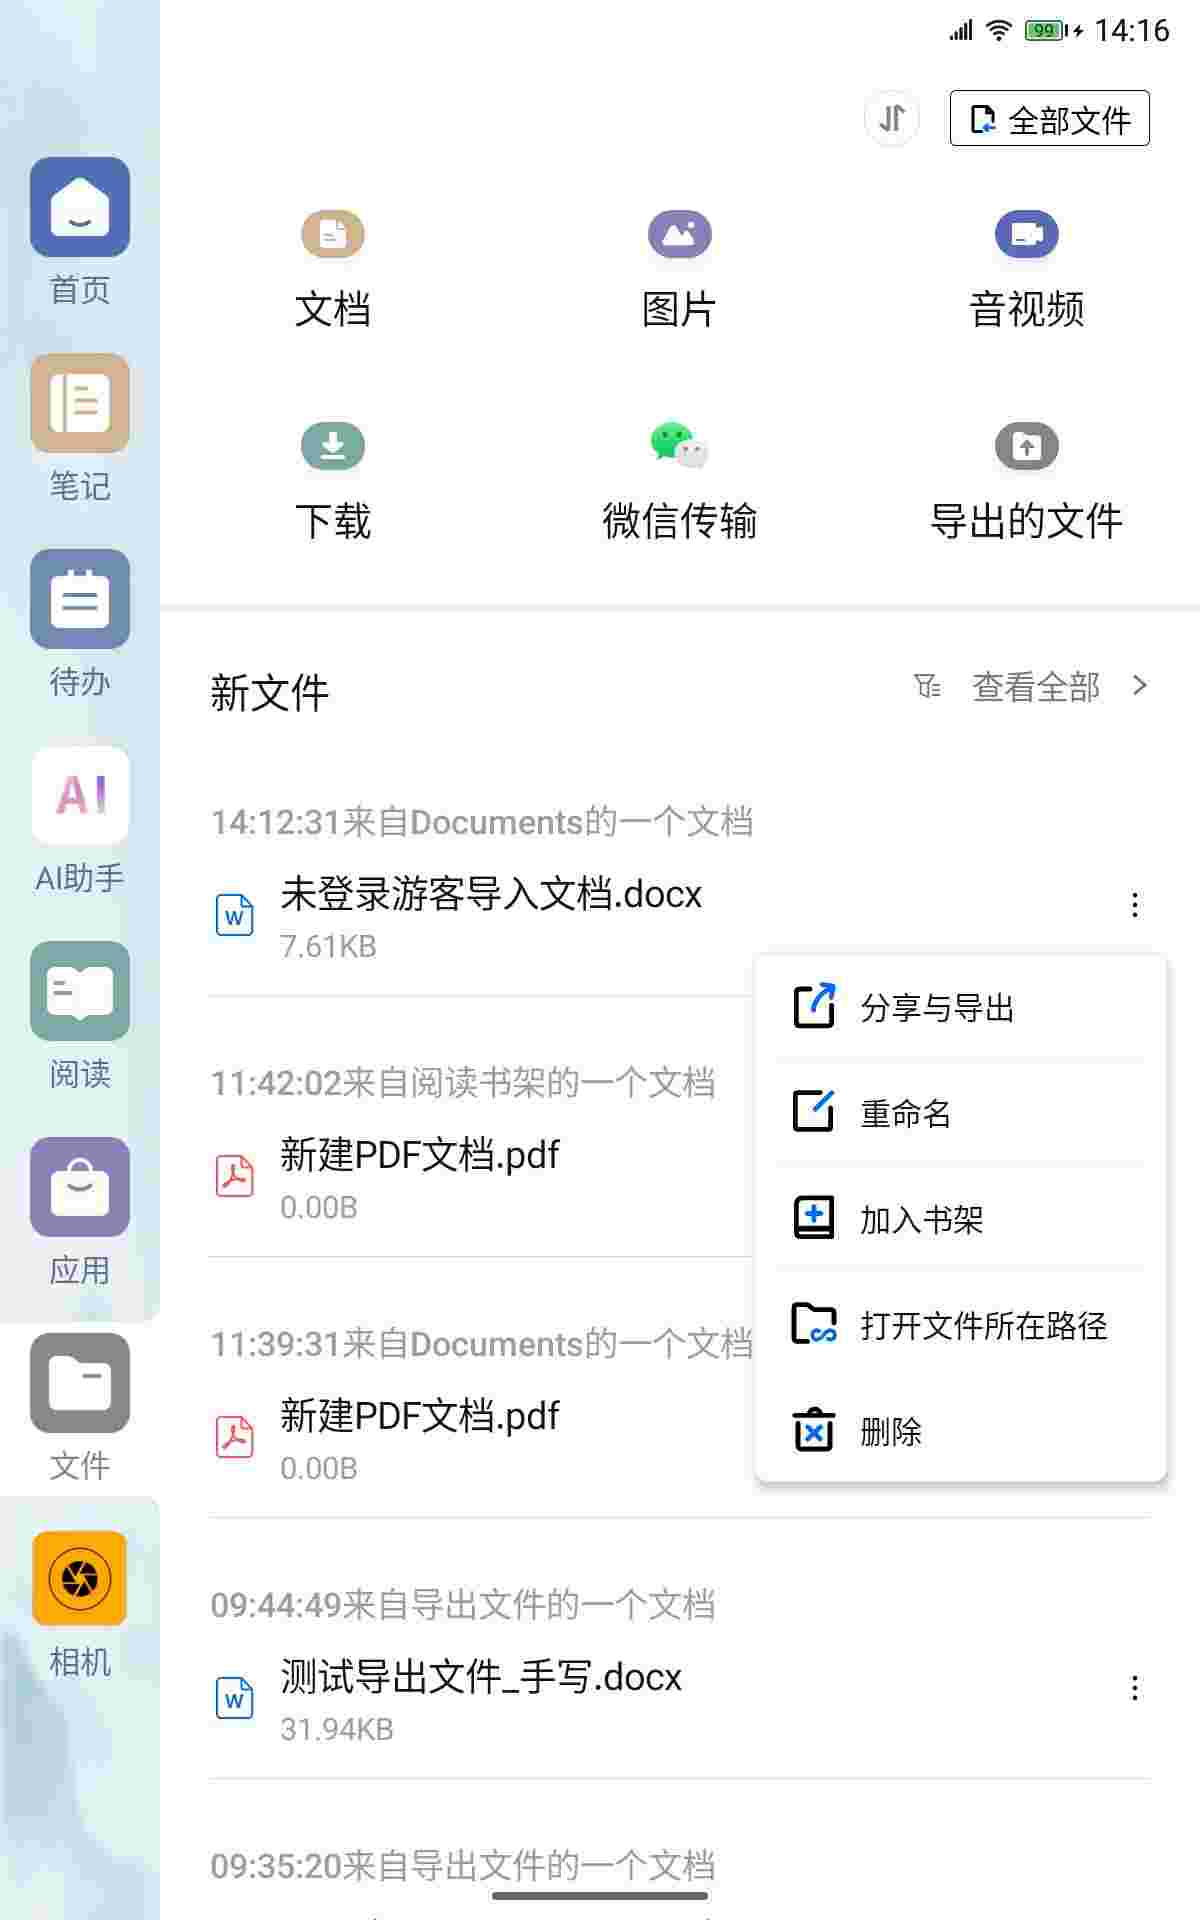 99 14:16
全部文件
首页
笔记
待办
AI
AI助手
阅读
应用
文件
相机
文档
图片
音视频
下载
微信传输
导出的文件
新文件
查看全部
14:12:31来自Documents的一个文档
W
未登录游客导入文档.docx
7.61KB
11:42:02来自阅读书架的一个文档
新建PDF文档.pdf
0.00B
11:39:31来自Documents的一个文档
新建PDF文档.pdf
0.00B
分享与导出
重命名
加入书架
打开文件所在路径
删除
09:44:49来自导出文件的一个文档
W
测试导出文件_手写.docx
31.94KB
09:35:20来自导出文件的一个文档